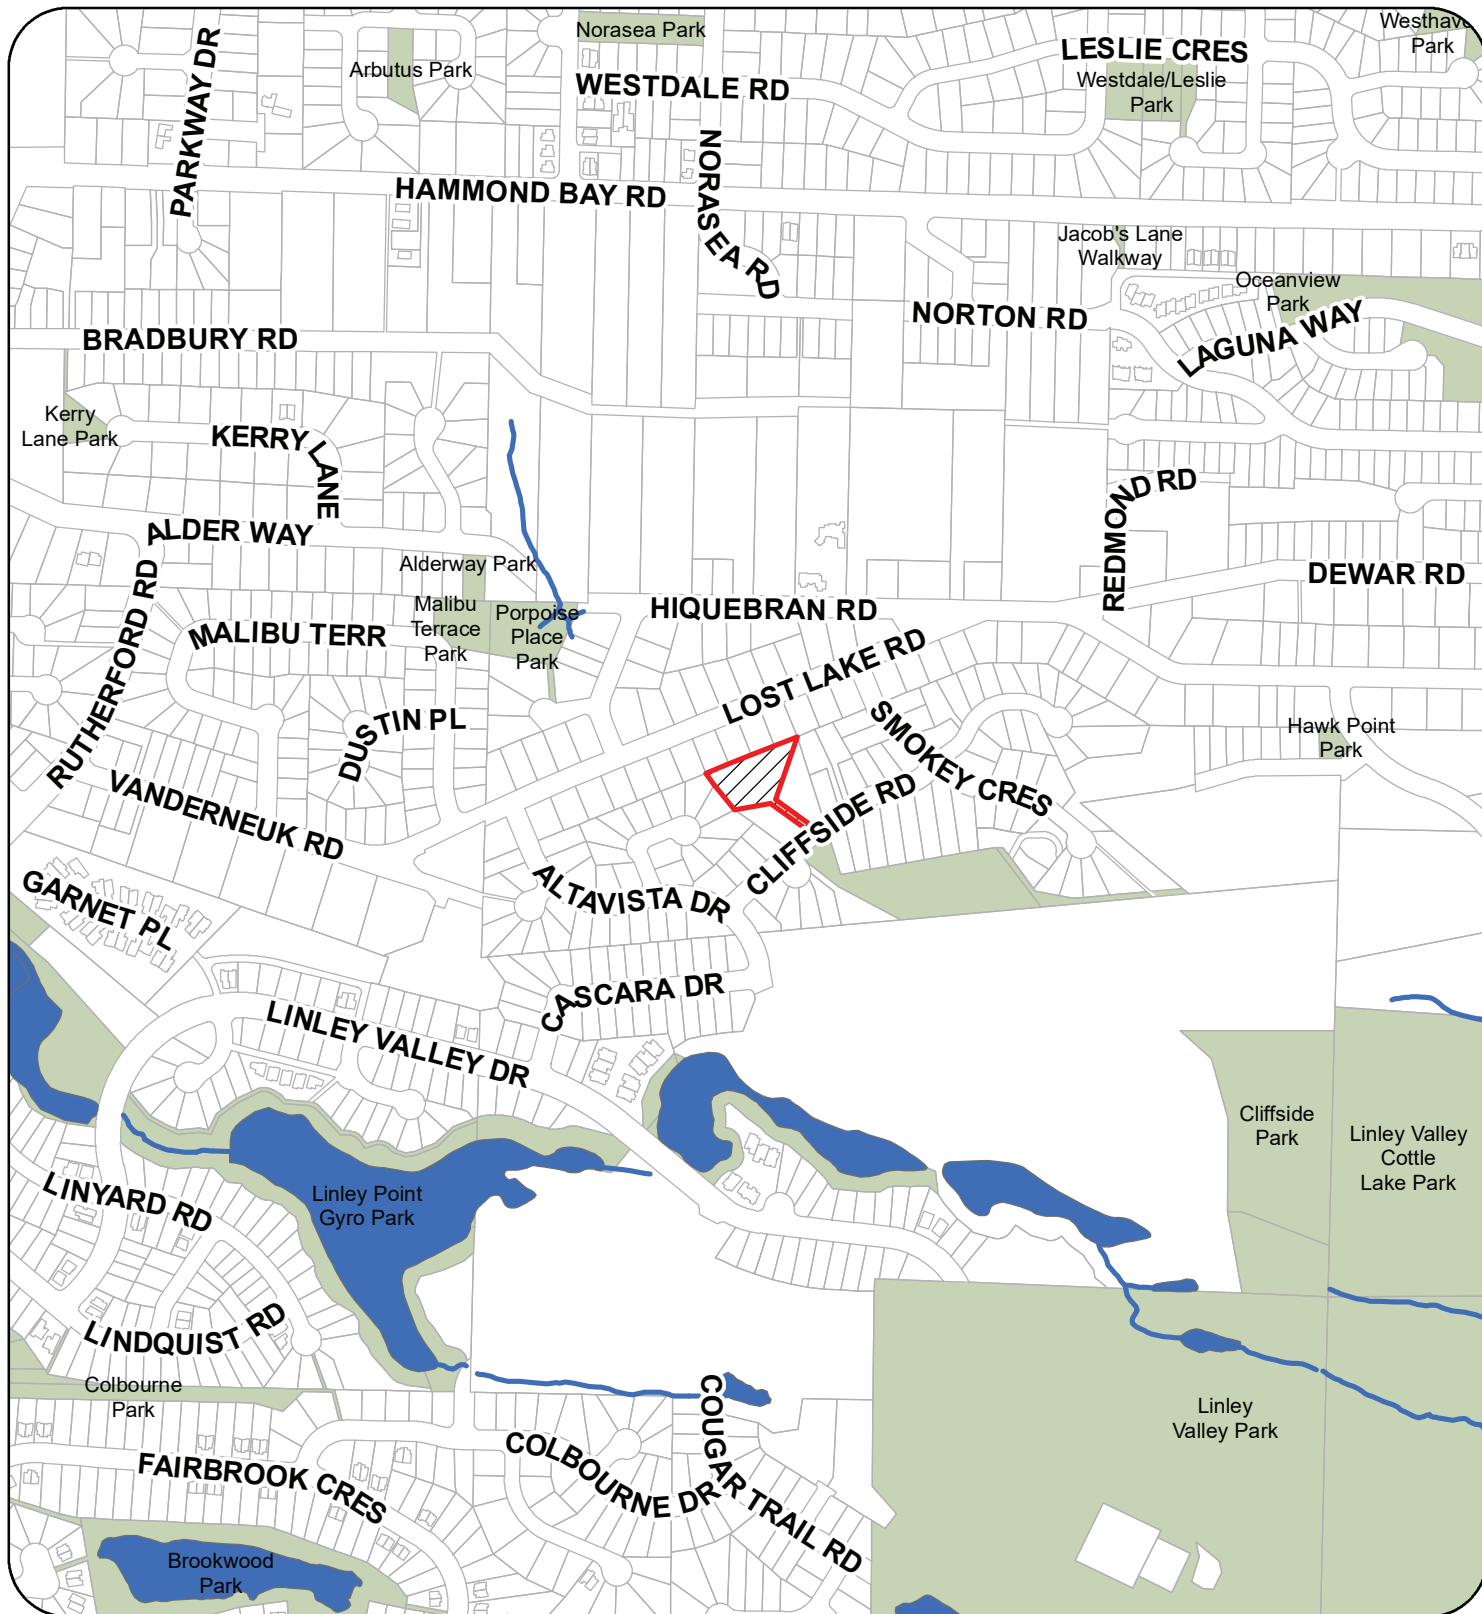 Norasea Park
Westhav
Park
LESLIE CRES
PARKWAY DR
Arbutus Park
WESTDALE RD
Westdale/Leslie
Park
NORASEA RD
HAMMOND BAY RD
Jacob's Lane
Walkway
Oceanview
Park
NORTON RD
LAGUNA WAY
BRADBURY RD
Kerry
Lane Park
KERRY LANE
REDMOND RD
ALDER WAY
Alderway Park
DEWAR RD
RUTHERFORD RD
MALIBU TERR
Malibu
Terrace
Park
Porpoise
Place
Park
HIQUEBRAN RD
LOST LAKE RD
DUSTIN PL
SMOKEY CRES
Hawk Point
Park
VANDERNEUK RD
CLIFFSIDE RD
GARNET PL
ALTAVISTA DR
CASCARA DR
LINLEY VALLEY DR
Cliffside
Park
Linley Valley
Cottle
Lake Park
LINYARD RD
Linley Point
Gyro Park
LINDQUIST RD
Colbourne
Park
COUGAR TRAIL RD
Linley
Valley Park
COLBOURNE DR
FAIRBROOK CRES
Brookwood
Park